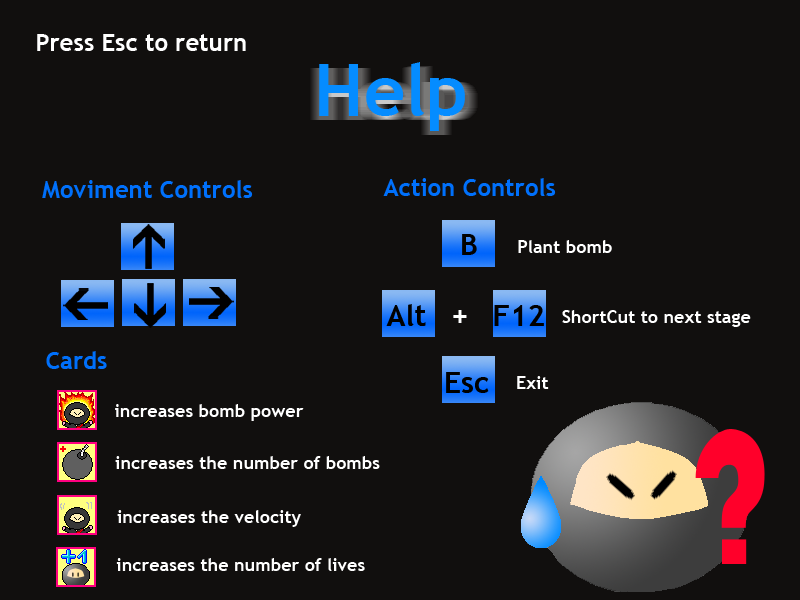 Press Esc to return
Help
Moviment Controls
Action Controls
B
Plant bomb
Alt + F12 ShortCut to next stage
Esc Exit
Cards
increases bomb power
increases the number of bombs
increases the velocity
+1
increases the number of lives
?